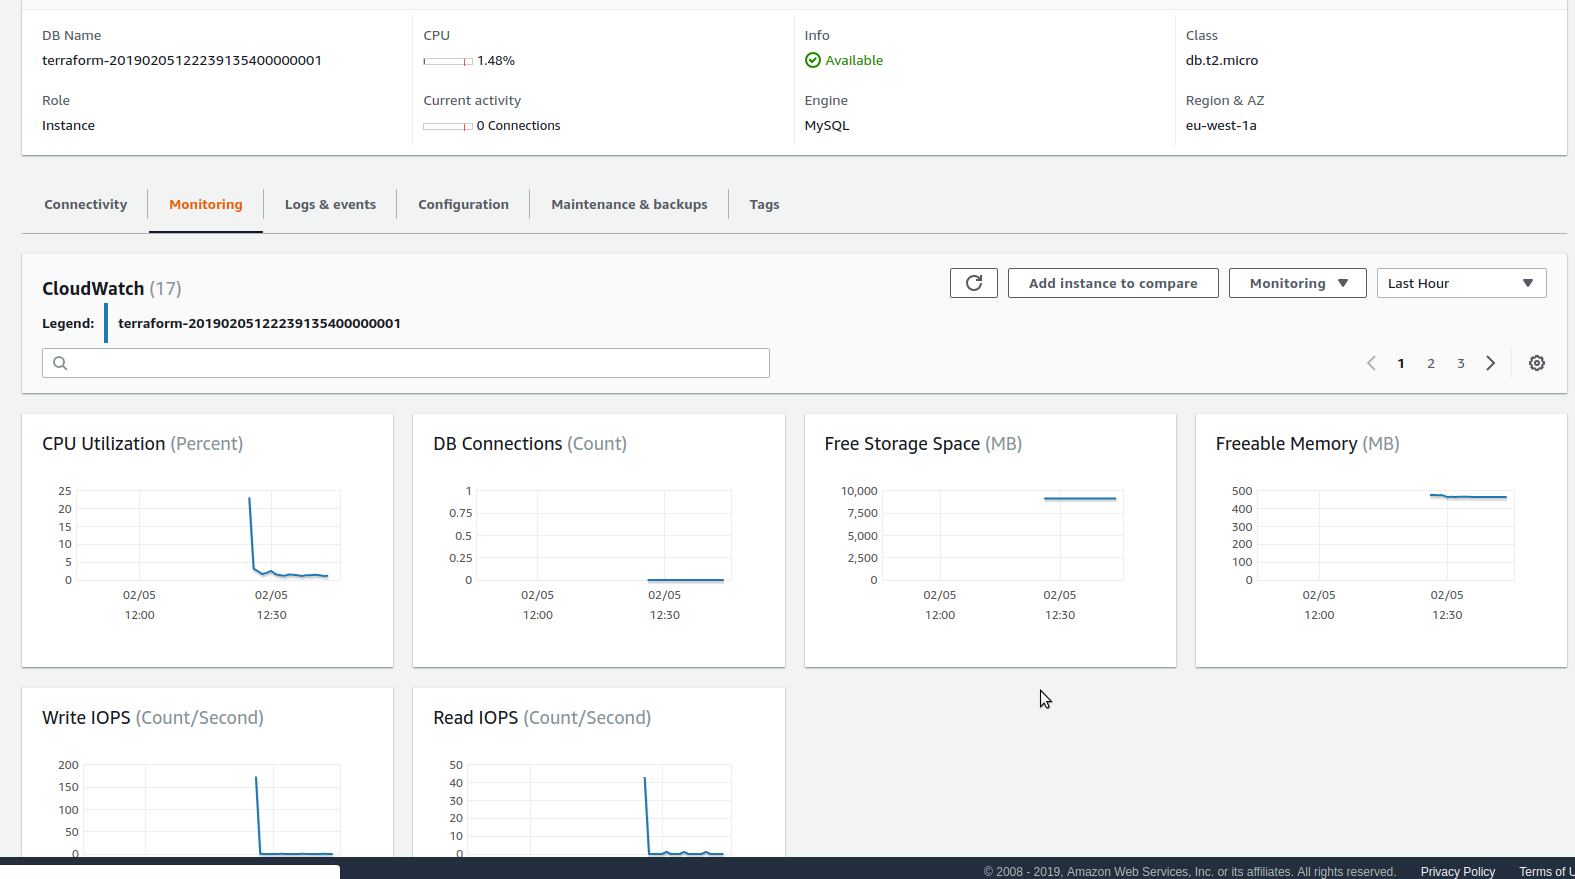 DB Name
terraform-20190205122239135400000001
CPU
1.48%
Info
Available
Class
db.t2.micro
Role
Instance
Current activity
0 Connections
Engine
MySQL
Region & AZ
eu-west-1a
Connectivity
Monitoring
Logs & events
Configuration
Maintenance & backups
Tags
CloudWatch (17)
Add instance to compare
Monitoring
Last Hour
Legend:
terraform-20190205122239135400000001
1 2 3
CPU Utilization (Percent)
25
20
15
10
5
0
02/05
12:00
02/05
12:30
DB Connections (Count)
1
0.75
0.5
0.25
0
02/05
12:00
02/05
12:30
Free Storage Space (MB)
10,000
7,500
5,000
2,500
0
02/05
12:00
02/05
12:30
Freeable Memory (MB)
500
400
300
200
100
0
02/05
12:00
02/05
12:30
Write IOPS (Count/Second)
200
150
100
50
0
Read IOPS (Count/Second)
50
40
30
20
10
0
© 2008 - 2019, Amazon Web Services, Inc. or its affiliates. All rights reserved.
Privacy Policy
Terms of U